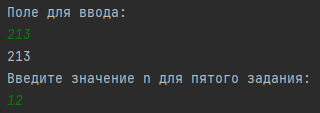 Поле для ввода:
213
213
Введите значение n для пятого задания:
12